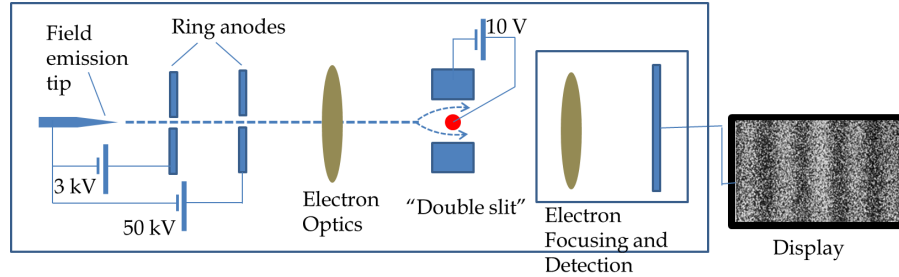 Field
emission
tip
Ring anodes
10 V
3 kV
50 kV
Electron
Optics
“Double slit”
Electron
Focusing and
Detection
Display